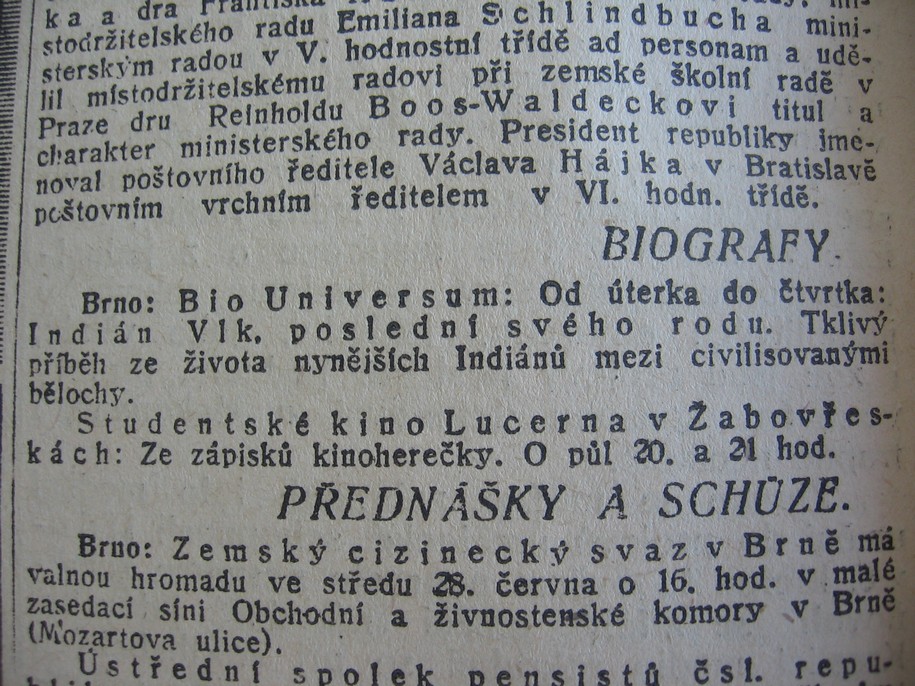 ka a dra Františka
stodržitelského radu Emiliana Schlindbucha mini-
sterským radou v V. hodnostní třídě ad personam a udě-
lil místodržitelskému radovi při zemské školní radě v
Praze dru Reinholdu Boos-Waldeckovi titul a
charakter ministerského rady. President republiky jme-
noval poštovního ředitele Václava Hájka v Bratislavě
poštovním vrchním ředitelem v VI. hodn. třídě.
BIOGRAFY.
Brno: Bio Universum: Od úterka do čtvrtka:
Indián Vlk, poslední svého rodu. Tklivý
příběh ze života nynějších Indiánů mezi civilisovanými
bělochy.
Studentské kino Lucerna v Žabovřes-
kách: Ze zápisků kinoherečky. O půl 20. a 21 hod.
PŘEDNÁŠKY A SCHŮZE.
Brno: Zemský cizinecký svaz v Brně má
valnou hromadu ve středu 28. června o 16. hod. v malé
zasedací síni Obchodní a živnostenské komory v Brně
(Mozartova ulice).
Ústřední spolek pensistů čsl. repu-